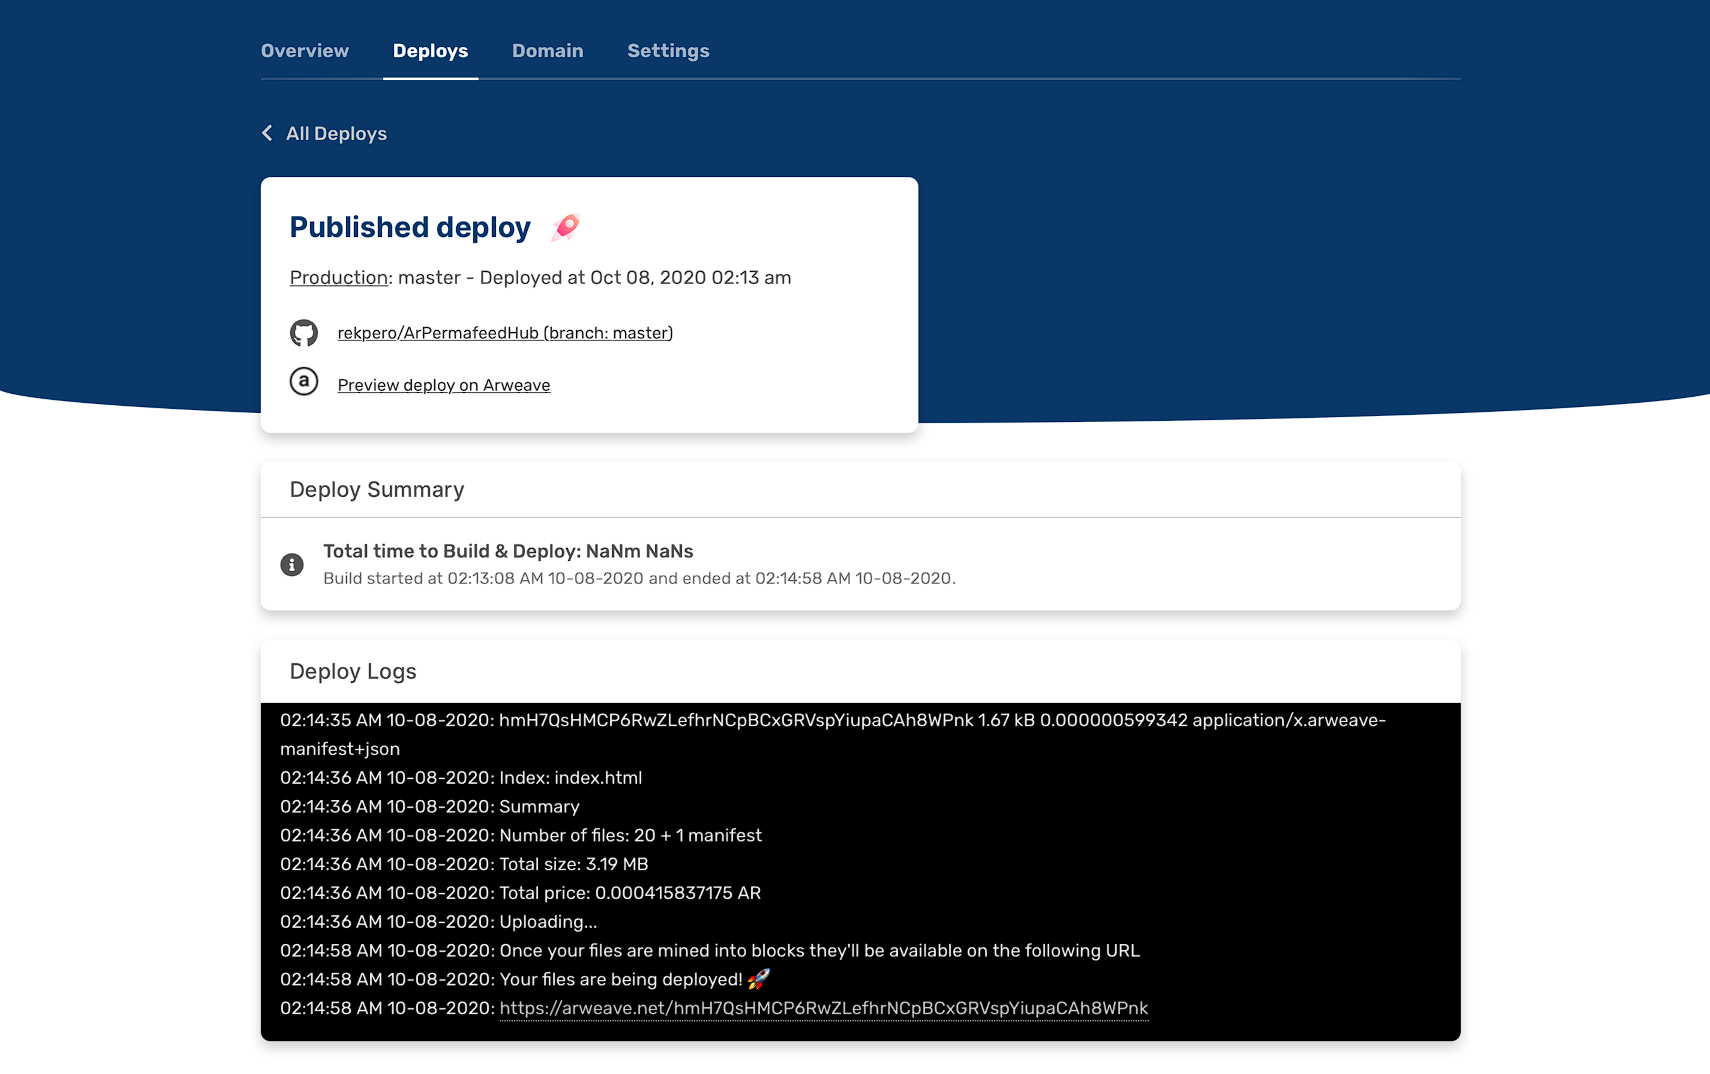 Overview Deploys Domain Settings
All Deploys
Published deploy
Production: master - Deployed at Oct 08, 2020 02:13 am
rekpero/ArPermafeedHub (branch: master)
a Preview deploy on Arweave
Deploy Summary
Total time to Build & Deploy: NaNm NaNs
Build started at 02:13:08 AM 10-08-2020 and ended at 02:14:58 AM 10-08-2020.
Deploy Logs
02:14:35 AM 10-08-2020: hmH7QsHMCP6RwZLefhrNCpBCxGRVspYiupaCAh8WPnk 1.67 kB 0.000000599342 application/x.arweave-
manifest+json
02:14:36 AM 10-08-2020: Index: index.html
02:14:36 AM 10-08-2020: Summary
02:14:36 AM 10-08-2020: Number of files: 20 + 1 manifest
02:14:36 AM 10-08-2020: Total size: 3.19 MB
02:14:36 AM 10-08-2020: Total price: 0.000415837175 AR
02:14:36 AM 10-08-2020: Uploading...
02:14:58 AM 10-08-2020: Once your files are mined into blocks they'll be available on the following URL
02:14:58 AM 10-08-2020: Your files are being deployed! 🚀
02:14:58 AM 10-08-2020: https://arweave.net/hmH7QsHMCP6RwZLefhrNCpBCxGRVspYiupaCAh8WPnk